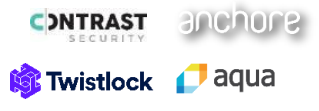 CONTRAST
SECURITY
anchore
Twistlock
aqua